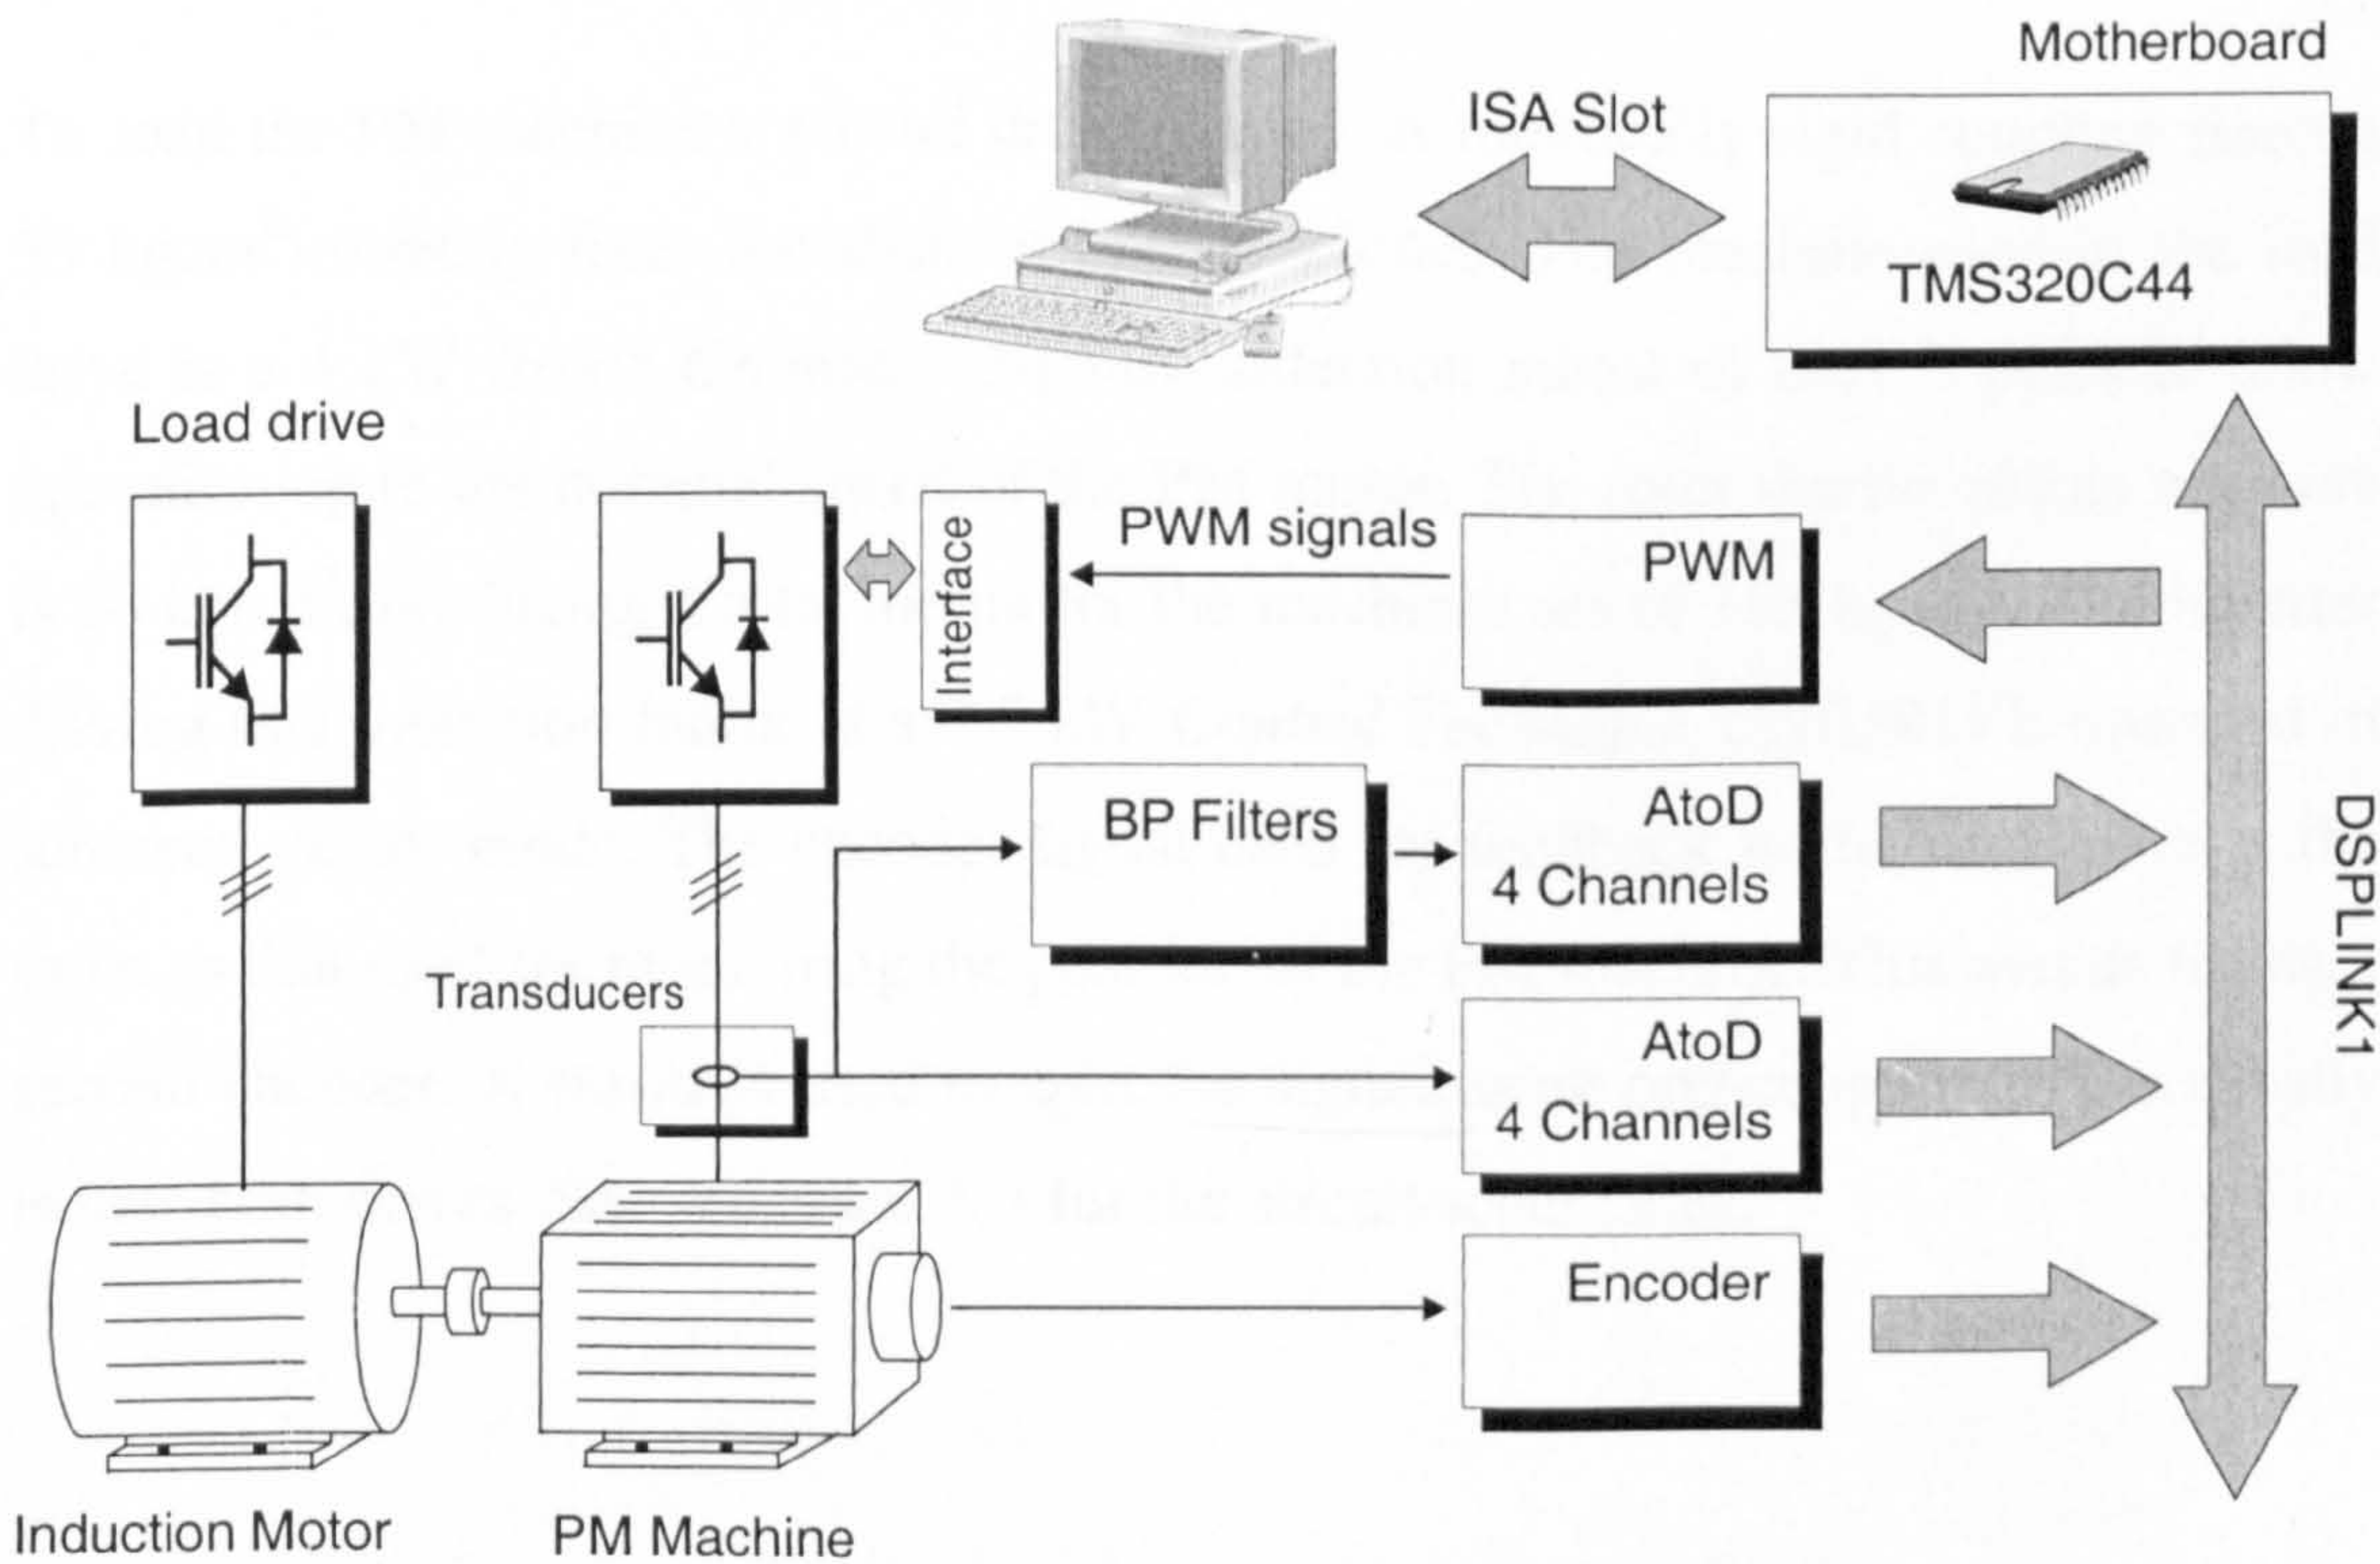 Motherboard
ISA Slot
TMS320C44
Load drive
Interface
PWM signals
PWM
BP Filters
AtoD
4 Channels
DSPLINK1
Transducers
AtoD
4 Channels
Encoder
Induction Motor
PM Machine